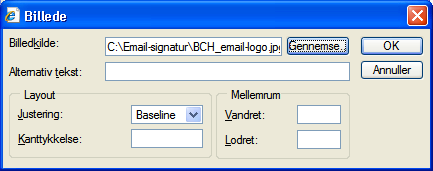 Billede
Billedkilde: C:\Email-signatur\BCH_email-logo.jpg Gennemse... OK
Alternativ tekst: Annuller
Layout Mellemrum
Justering: Baseline Vandret:
Kanttykkelse: Lodret: